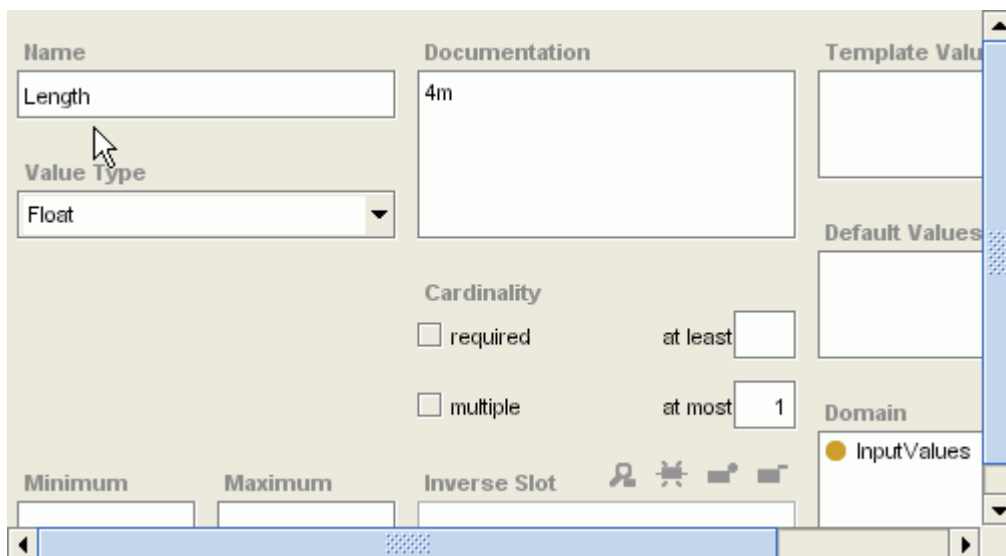 Name
Length
Value Type
Float
Documentation
4m
Cardinality
required at least
multiple at most 1
Template Valu
Default Values
Domain
InputValues
Minimum
Maximum
Inverse Slot